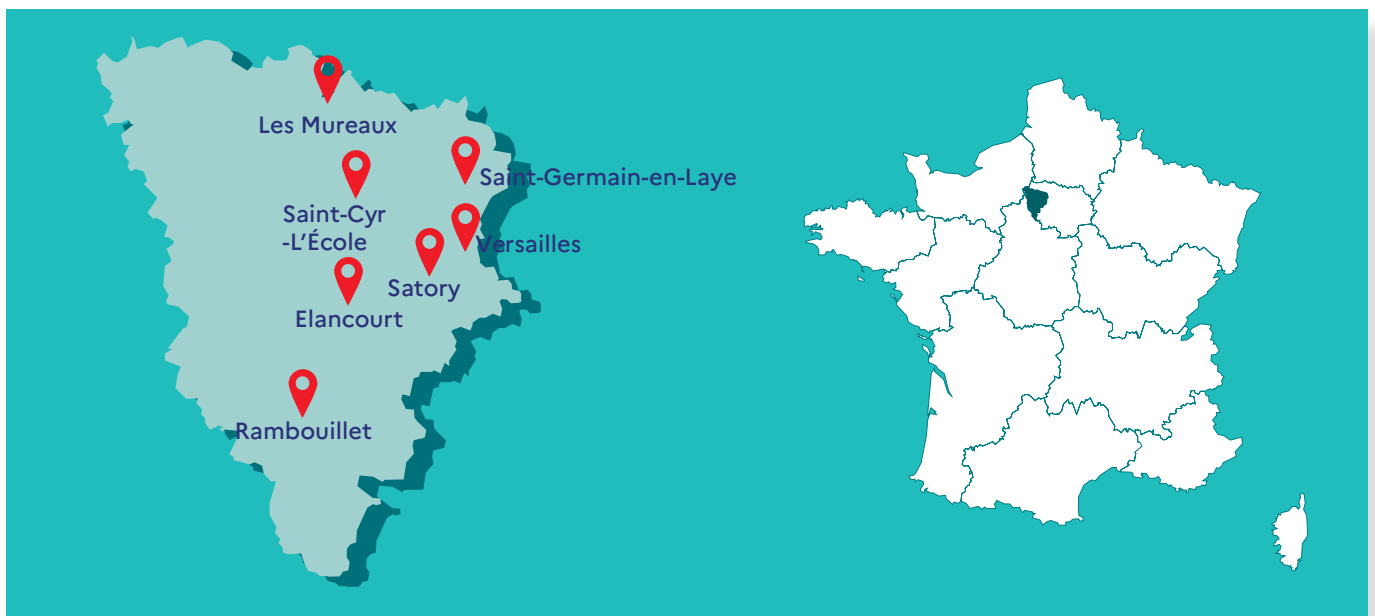 Les Mureaux
Saint-Germain-en-Laye
Saint-Cyr
-L'École
Versailles
Satory
Elancourt
Rambouillet